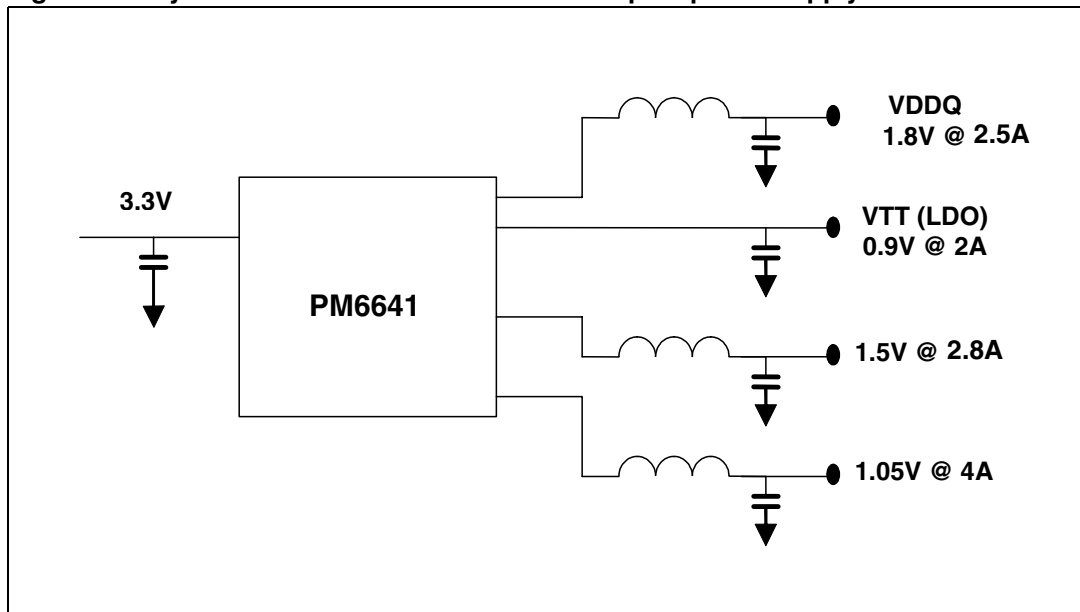 3.3V
PM6641
VDDQ
1.8V @ 2.5A
VTT (LDO)
0.9V @ 2A
1.5V @ 2.8A
1.05V @ 4A